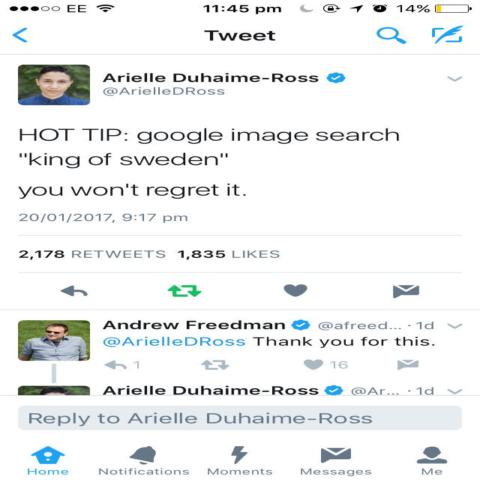 EE 11:45 pm 14%
Tweet
Arielle Duhaime-Ross
@ArielleDRoss
HOT TIP: google image search
"king of sweden"
you won't regret it.
20/01/2017, 9:17 pm
2,178 RETWEETS 1,835 LIKES
Andrew Freedman @afreed... · 1d
@ArielleDRoss Thank you for this.
1 16
Arielle Duhaime-Ross @Ar... · 1d
Reply to Arielle Duhaime-Ross
Home Notifications Moments Messages Me